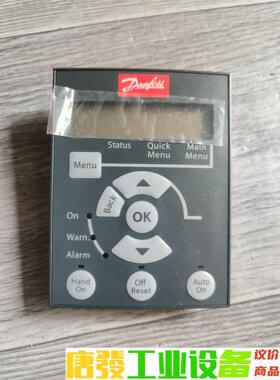 Danfoss
Status Quick Menu Main Menu
Menu
Back
OK
On
Warn.
Alarm
Hand On
Off Reset
Auto On
唐發工业设备 议价商品